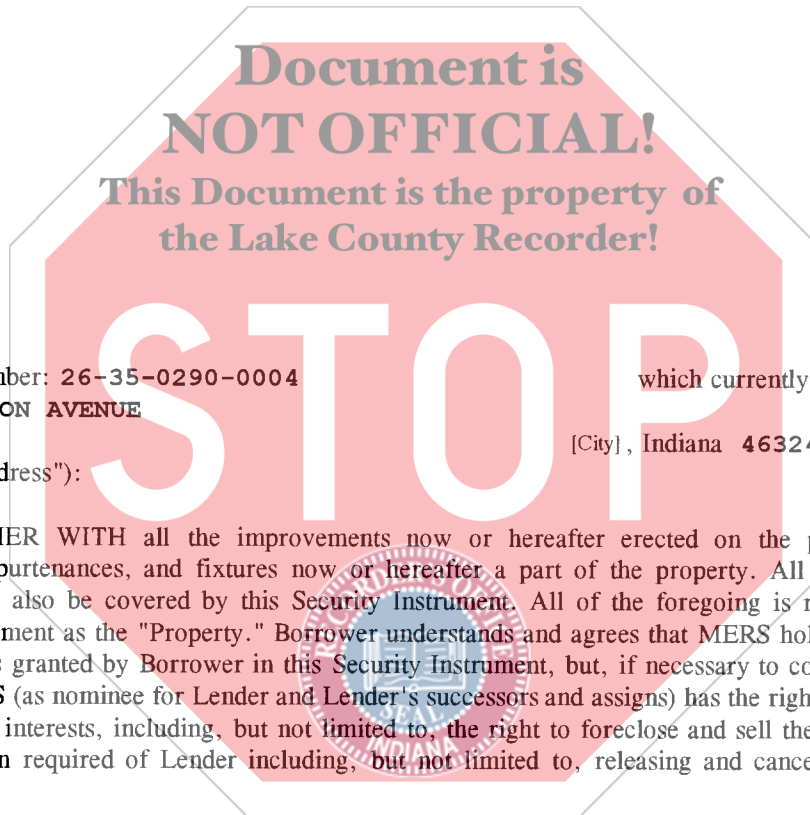 Document is
NOT OFFICIAL!
This Document is the property of
the Lake County Recorder!
STOP
nber: 26-35-0290-0004 which currently
ON AVENUE
[City], Indiana 46324
dress"):
IER WITH all the improvements now or hereafter erected on the p
purtenances, and fixtures now or hereafter a part of the property. All
also be covered by this Security Instrument. All of the foregoing is r
ment as the "Property." Borrower understands and agrees that MERS hol
s granted by Borrower in this Security Instrument, but, if necessary to co
S (as nominee for Lender and Lender's successors and assigns) has the righ
interests, including, but not limited to, the right to foreclose and sell the
n required of Lender including, but not limited to, releasing and cance
SEAL
INDIANA